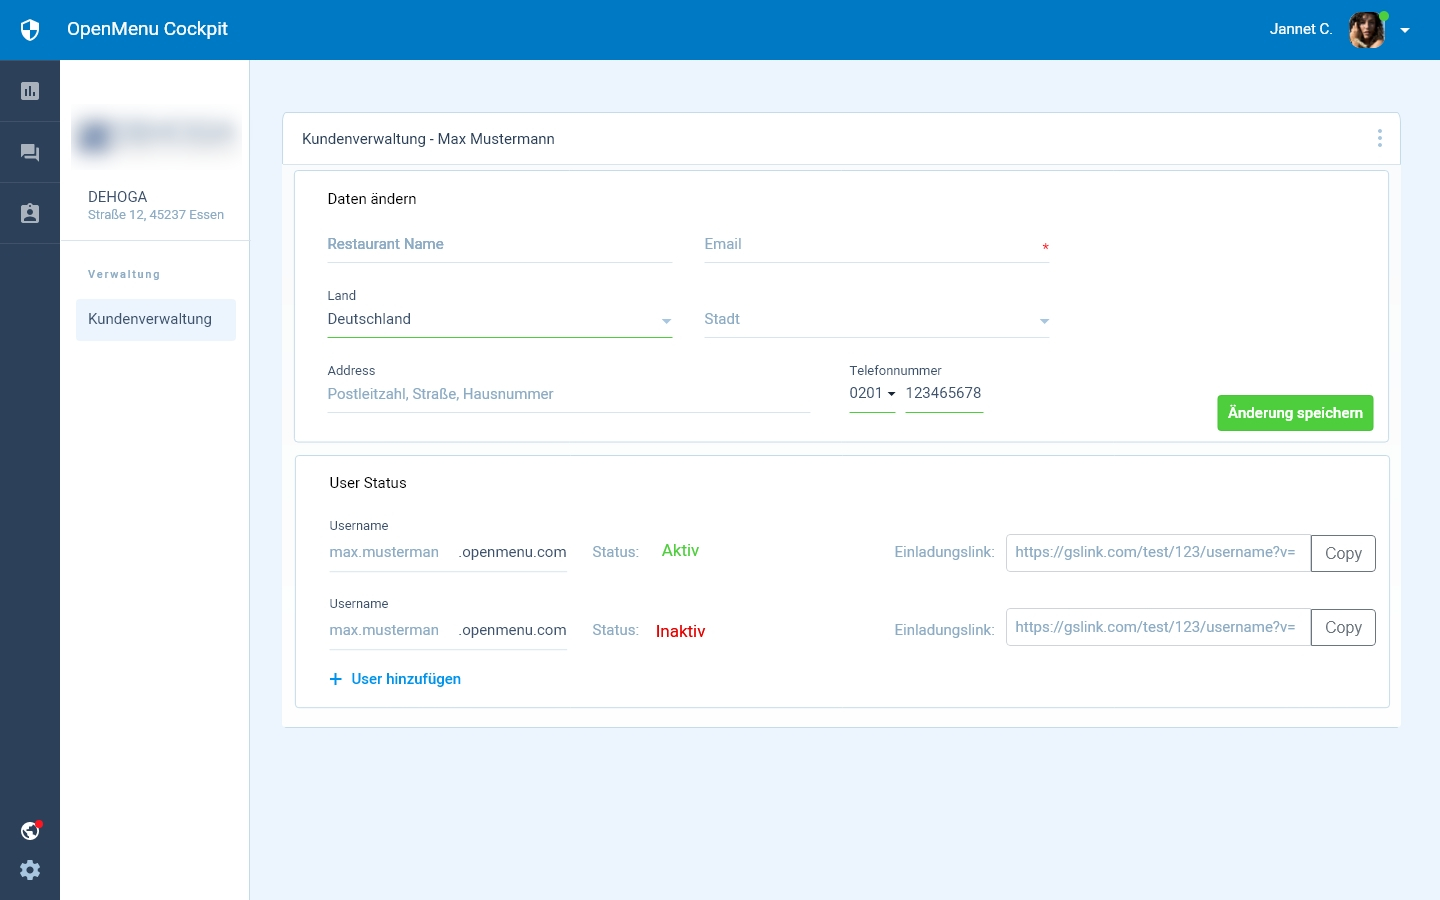 OpenMenu Cockpit
Jannet C.
DEHOGA
Straße 12, 45237 Essen
Verwaltung
Kundenverwaltung
Kundenverwaltung - Max Mustermann
Daten ändern
Restaurant Name
Email *
Land
Deutschland
Stadt
Address
Postleitzahl, Straße, Hausnummer
Telefonnummer
0201 123465678
Änderung speichern
User Status
Username
max.musterman .openmenu.com Status: Aktiv Einladungslink: https://gslink.com/test/123/username?v= Copy
Username
max.musterman .openmenu.com Status: Inaktiv Einladungslink: https://gslink.com/test/123/username?v= Copy
+ User hinzufügen